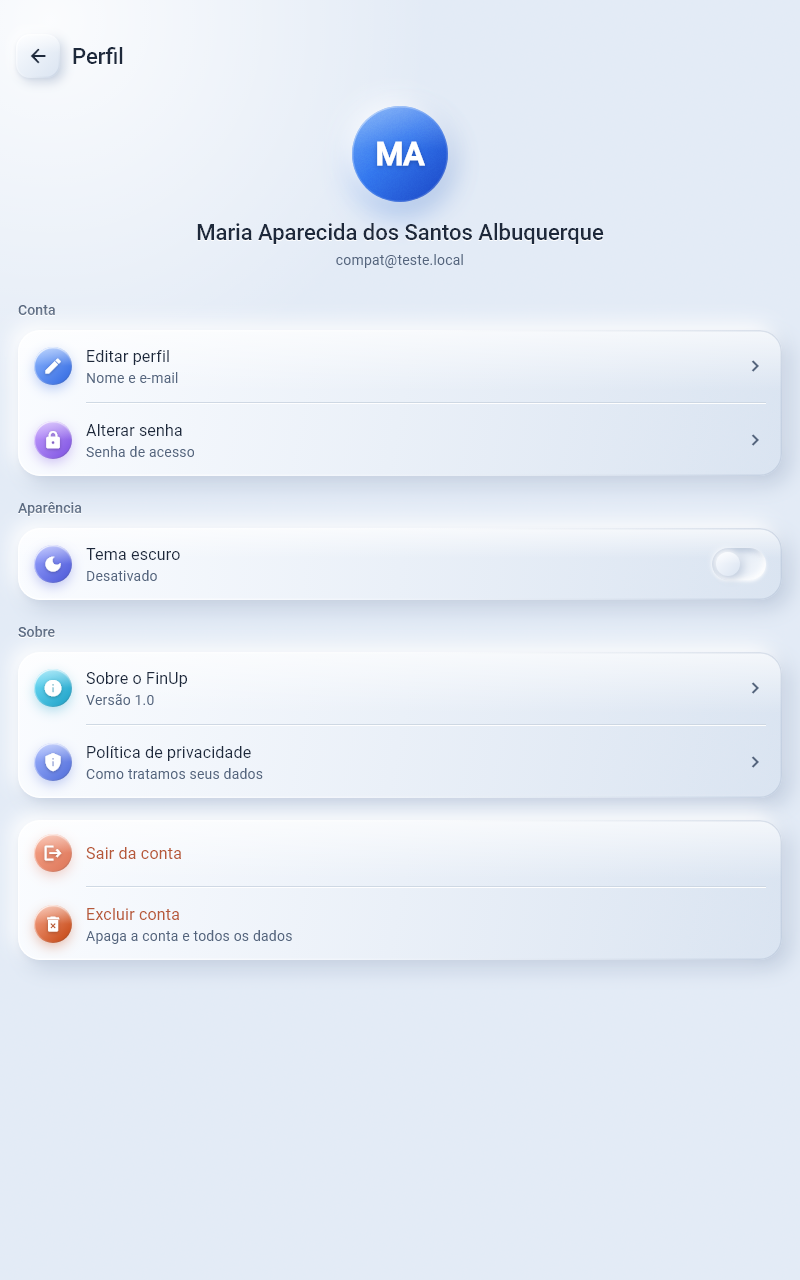 Perfil
MA
Maria Aparecida dos Santos Albuquerque
compat@teste.local
Conta
Editar perfil
Nome e e-mail
Alterar senha
Senha de acesso
Aparência
Tema escuro
Desativado
Sobre
Sobre o FinUp
Versão 1.0
Política de privacidade
Como tratamos seus dados
Sair da conta
Excluir conta
Apaga a conta e todos os dados